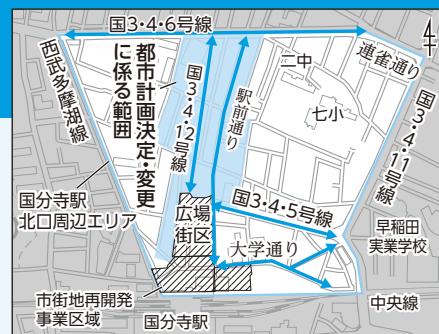 国3・4・6号線
西武多摩湖線
都市計画決定・変更
に係る範囲
国3・4・12号線
駅前通り
二中
七小
連雀通り
国3・4・11号線
国分寺駅
北口周辺エリア
広場
街区
国3・4・5号線
大学通り
早稲田
実業学校
市街地再開発
事業区域
国分寺駅
中央線